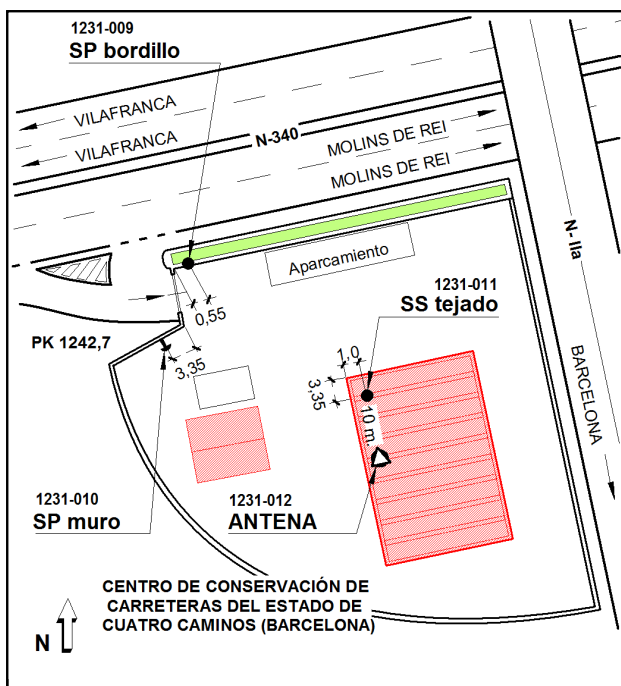 1231-009
SP bordillo
VILAFRANCA
VILAFRANCA
N-340
MOLINS DE REI
MOLINS DE REI
N- IIa
BARCELONA
Aparcamiento
1231-011
SS tejado
0,55
PK 1242,7
3,35
1,0
3,35
10 m.
1231-010
SP muro
1231-012
ANTENA
CENTRO DE CONSERVACIÓN DE
CARRETERAS DEL ESTADO DE
CUATRO CAMINOS (BARCELONA)
N